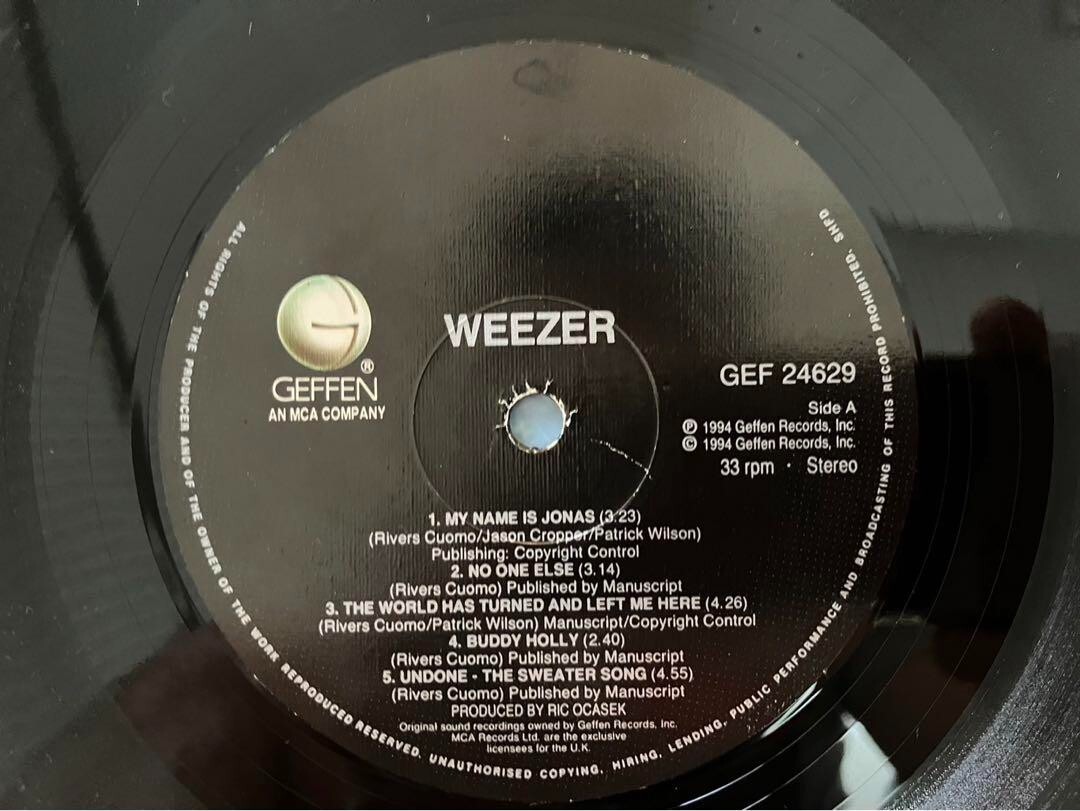 WEEZER
GEFFEN®
AN MCA COMPANY
GEF 24629
Side A
℗ 1994 Geffen Records, Inc.
© 1994 Geffen Records, Inc.
33 rpm · Stereo
1. MY NAME IS JONAS (3.23)
(Rivers Cuomo/Jason Cropper/Patrick Wilson)
Publishing: Copyright Control
2. NO ONE ELSE (3.14)
(Rivers Cuomo) Published by Manuscript
3. THE WORLD HAS TURNED AND LEFT ME HERE (4.26)
(Rivers Cuomo/Patrick Wilson) Manuscript/Copyright Control
4. BUDDY HOLLY (2.40)
(Rivers Cuomo) Published by Manuscript
5. UNDONE - THE SWEATER SONG (4.55)
(Rivers Cuomo) Published by Manuscript
PRODUCED BY RIC OCASEK
Original sound recordings owned by Geffen Records, Inc.
MCA Records Ltd. are the exclusive
licensees for the U.K.
ALL RIGHTS OF THE PRODUCER AND OF THE OWNER OF THE WORK REPRODUCED RESERVED. UNAUTHORISED COPYING, HIRING, LENDING, PUBLIC PERFORMANCE AND BROADCASTING OF THIS RECORD PROHIBITED. SHFD